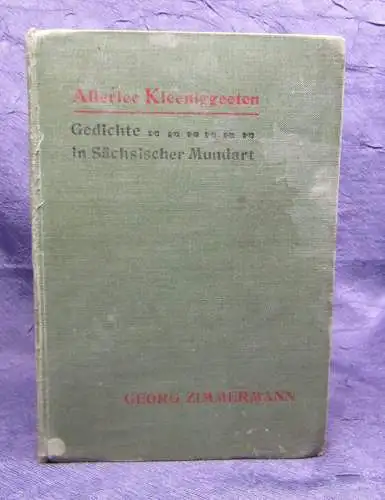 Allerlee Kleeniggeeten
Gedichte
in Sächsischer Mundart
GEORG ZIMMERMANN